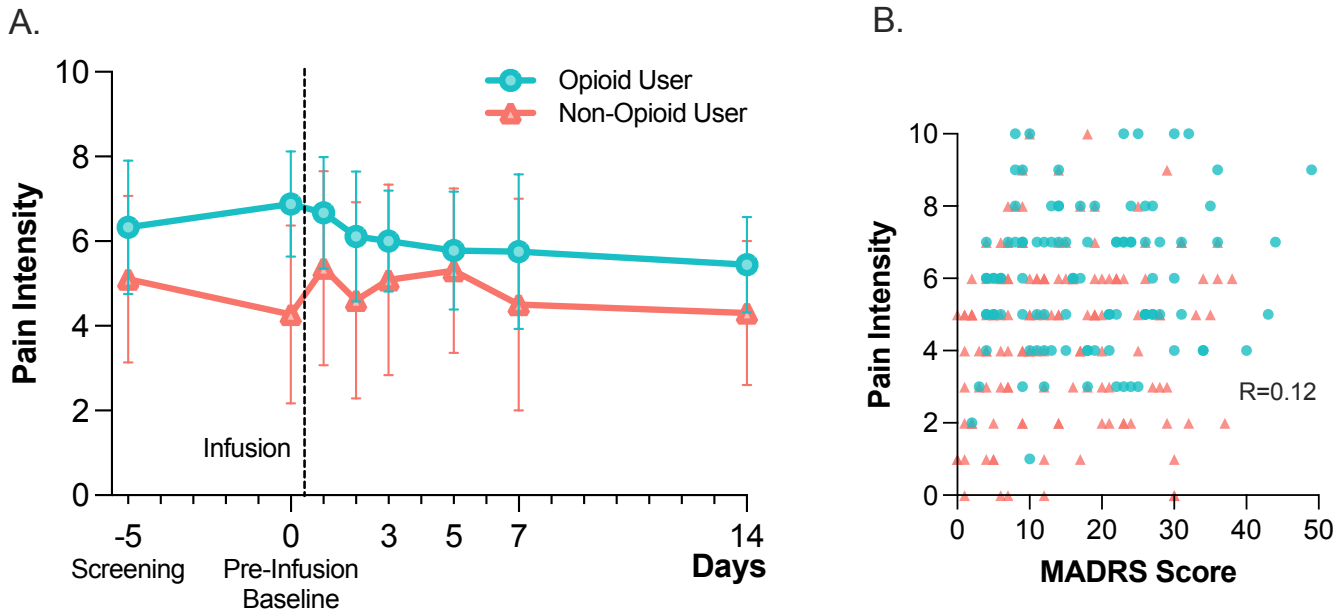 A.
10
8
6
4
2
0
Pain Intensity
Opioid User
Non-Opioid User
Infusion
-5
0
3
5
7
14
Screening
Pre-Infusion
Baseline
Days
B.
10
8
6
4
2
0
Pain Intensity
R=0.12
0
10
20
30
40
50
MADRS Score